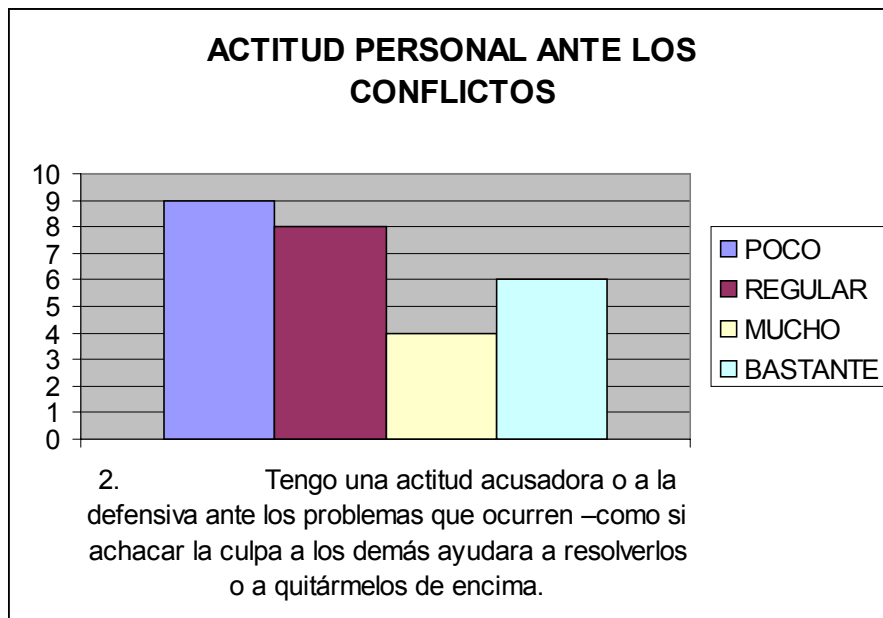 ACTITUD PERSONAL ANTE LOS
CONFLICTOS
10
9
8
7
6
5
4
3
2
1
0
POCO
REGULAR
MUCHO
BASTANTE
2. Tengo una actitud acusadora o a la
defensiva ante los problemas que ocurren –como si
achacar la culpa a los demás ayudara a resolverlos
o a quitármelos de encima.